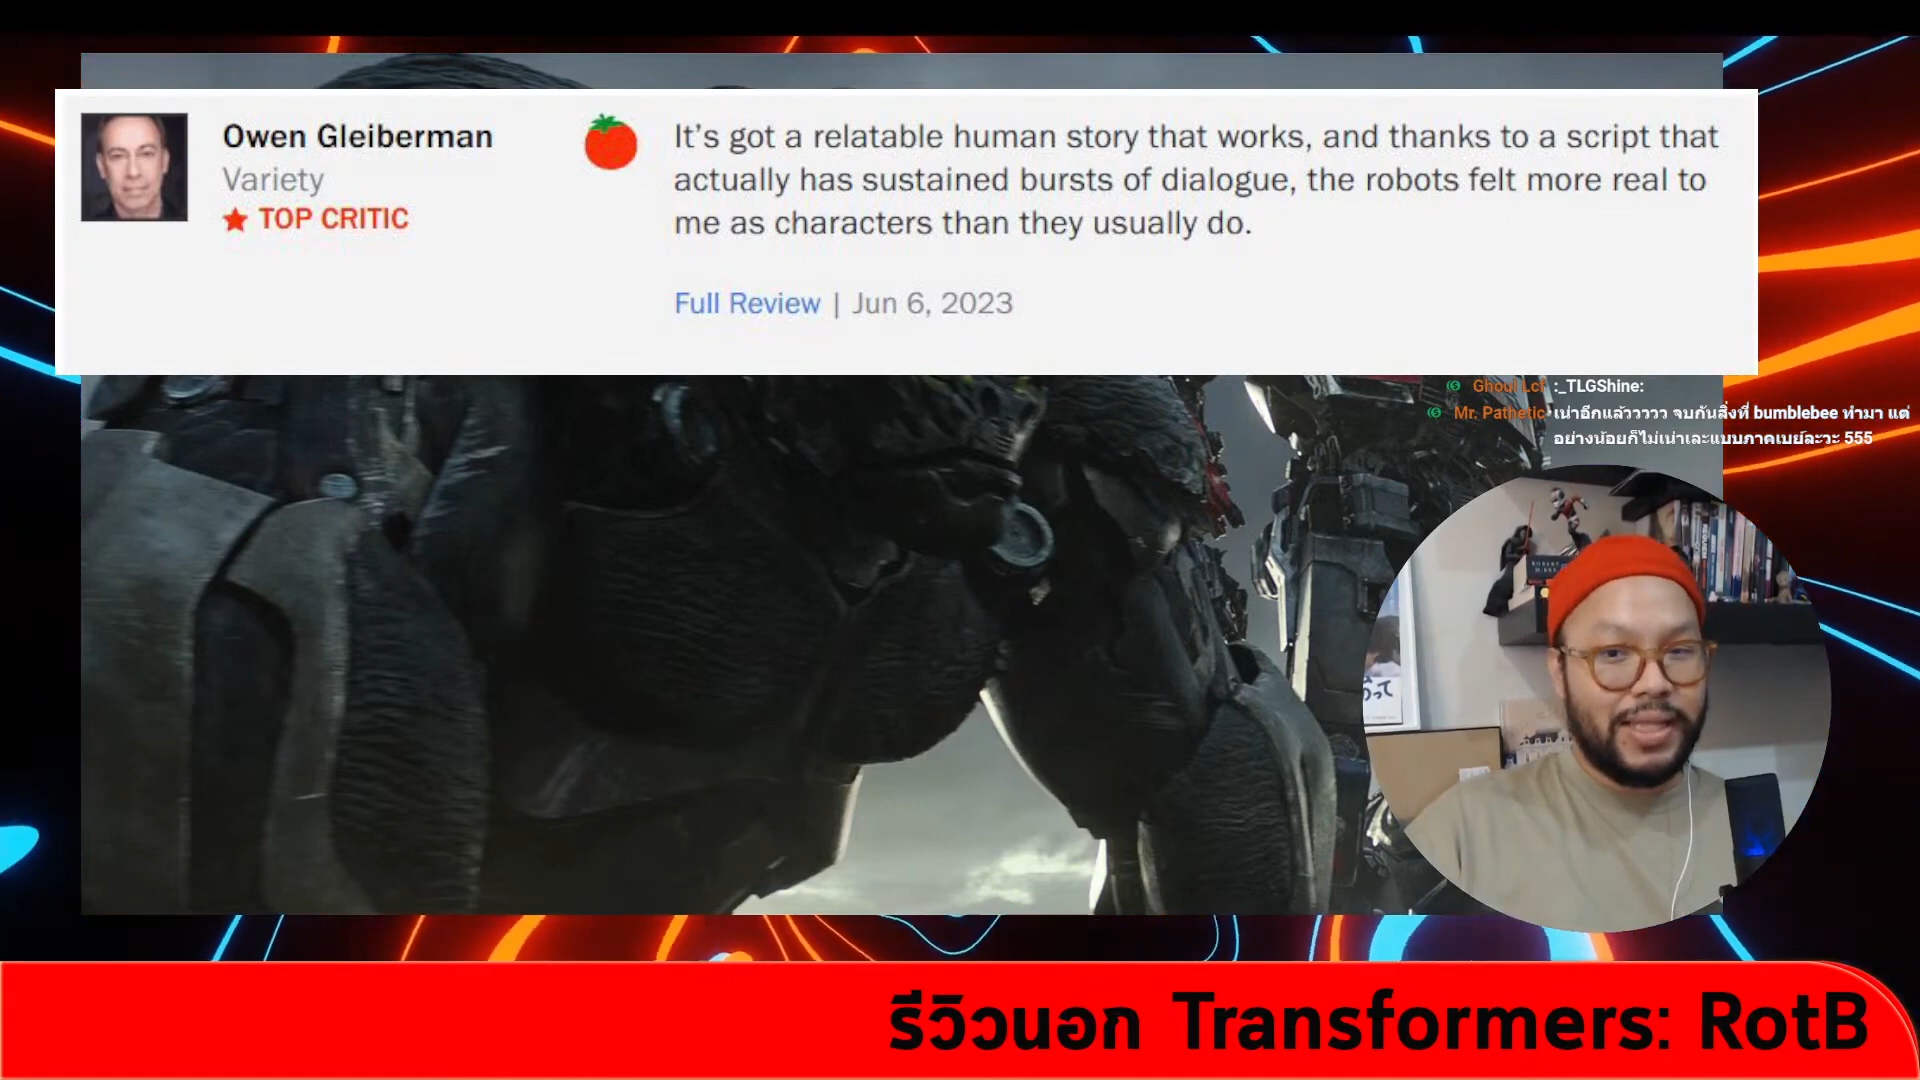 Owen Gleiberman
Variety
TOP CRITIC
It's got a relatable human story that works, and thanks to a script that
actually has sustained bursts of dialogue, the robots felt more real to
me as characters than they usually do.
Full Review | Jun 6, 2023
Ghoul Lcf :_TLGShine:
Mr. Pathetic เน่าอีกแล้ววววว จบกันสิ่งที่ bumblebee ทำมา แต่
อย่างน้อยก็ไม่เน่าเละแบบภาคเบย์ละวะ 555
รีวิวนอก Transformers: RotB